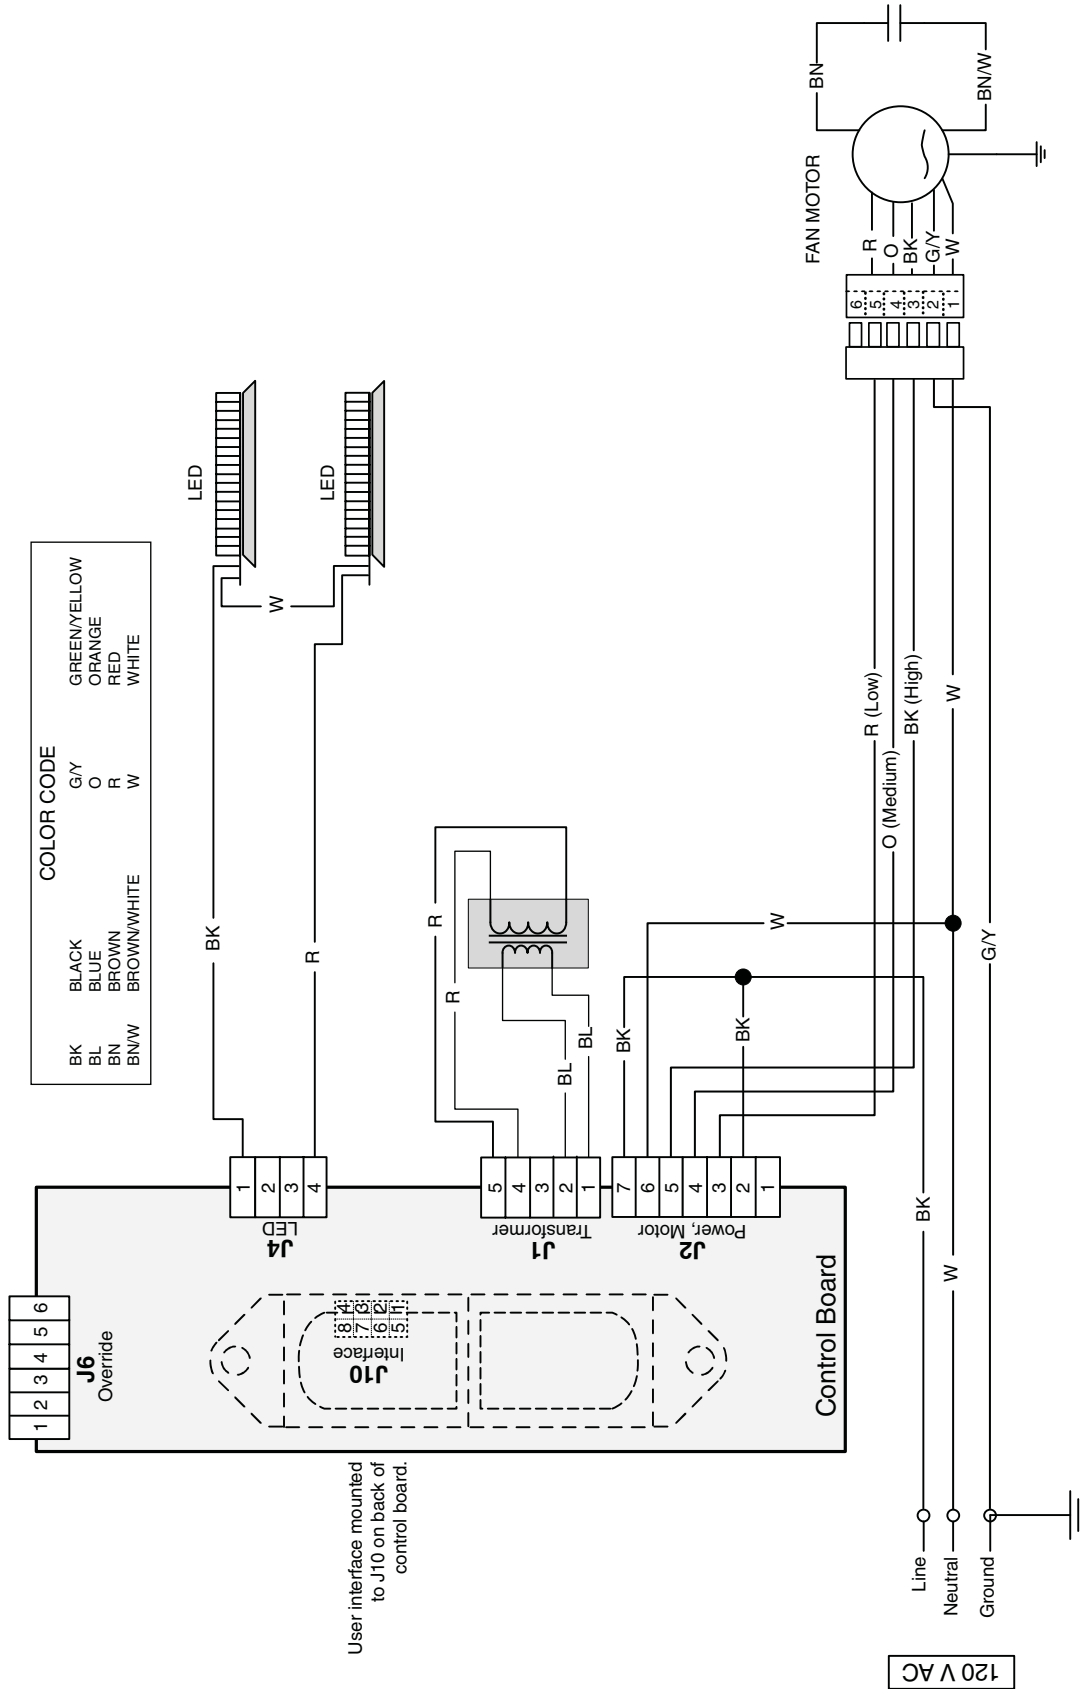 120 V AC
Line
Neutral
Ground
BK
W
G/Y
User interface mounted
to J10 on back of
control board.
Control Board
J6
Override
1 2 3 4 5 6
J10
Interface
8 7 6 5
4 3 2 1
J4
LED
1
2
3
4
J1
Transformer
5
4
3
2
1
J2
Power, Motor
7
6
5
4
3
2
1
BK
R
W
LED
LED
R
R
BL
BL
BK
BK
W
R (Low)
O (Medium)
BK (High)
W
COLOR CODE
BK BLACK G/Y GREEN/YELLOW
BL BLUE O ORANGE
BN BROWN R RED
BN/W BROWN/WHITE W WHITE
6
5
4
3
2
1
R
O
BK
G/Y
W
FAN MOTOR
BN
BN/W